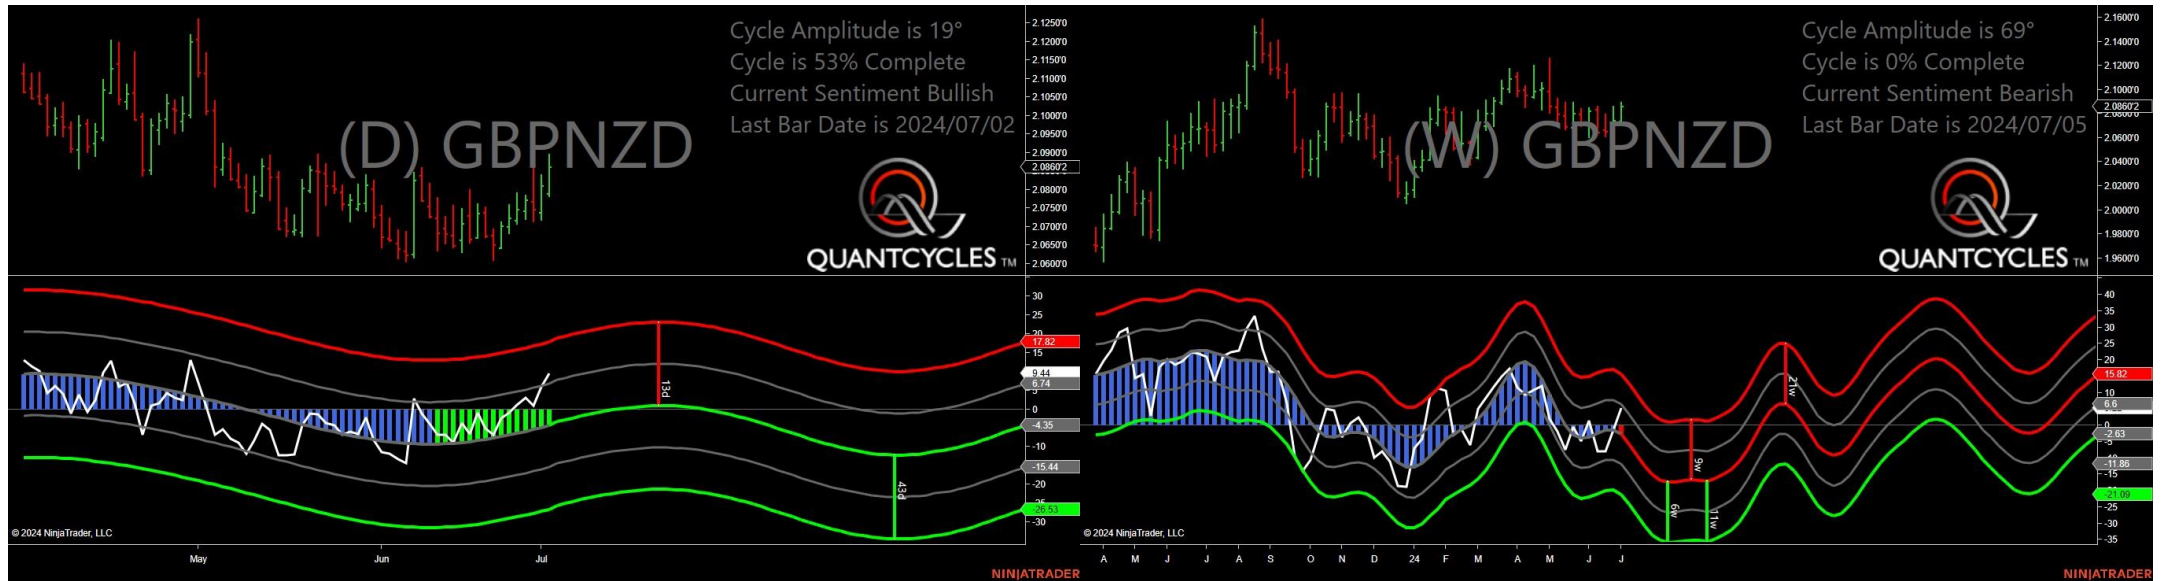 Cycle Amplitude is 19°
Cycle is 53% Complete
Current Sentiment Bullish
Last Bar Date is 2024/07/02
(D) GBPNZD
QUANTCYCLES TM
2.1250'0
2.1200'0
2.1150'0
2.1100'0
2.1050'0
2.1000'0
2.0950'0
2.0900'0
2.0860'2
2.0800'0
2.0750'0
2.0700'0
2.0650'0
2.0600'0
30
25
20
17.82
15
9.44
6.74
5
0
-4.35
-10
-15.44
-20
-26.53
-30
13d
43d
© 2024 NinjaTrader, LLC
May Jun Jul
NINJATRADER
Cycle Amplitude is 69°
Cycle is 0% Complete
Current Sentiment Bearish
Last Bar Date is 2024/07/05
(W) GBPNZD
QUANTCYCLES TM
2.1600'0
2.1400'0
2.1200'0
2.1000'0
2.0860'2
2.0800'0
2.0600'0
2.0400'0
2.0200'0
2.0000'0
1.9800'0
1.9600'0
40
35
30
25
20
15.82
10
6.6
0
-2.63
-11.86
-15
-21.09
-25
-30
-35
21w
9w
6w
11w
© 2024 NinjaTrader, LLC
A M J J A S O N D 24 F M A M J J
NINJATRADER